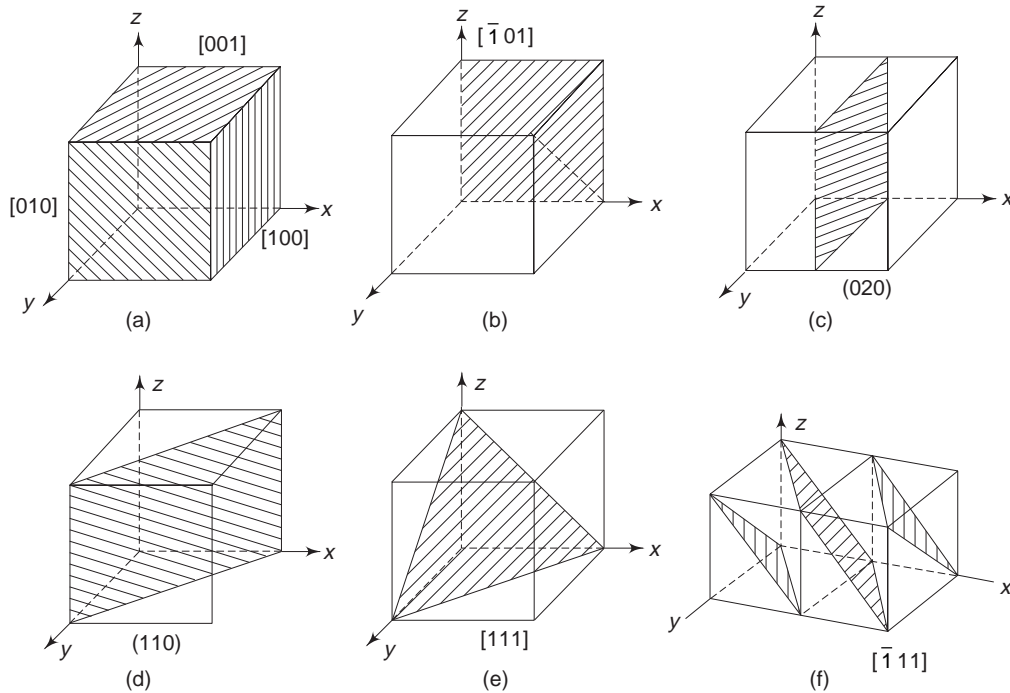 z
[001]
[010]
x
[100]
y
(a)
z
[1̅ 01]
x
y
(b)
z
x
y
(020)
(c)
z
x
y
(110)
(d)
z
x
y
[111]
(e)
z
x
y
[1̅ 11]
(f)